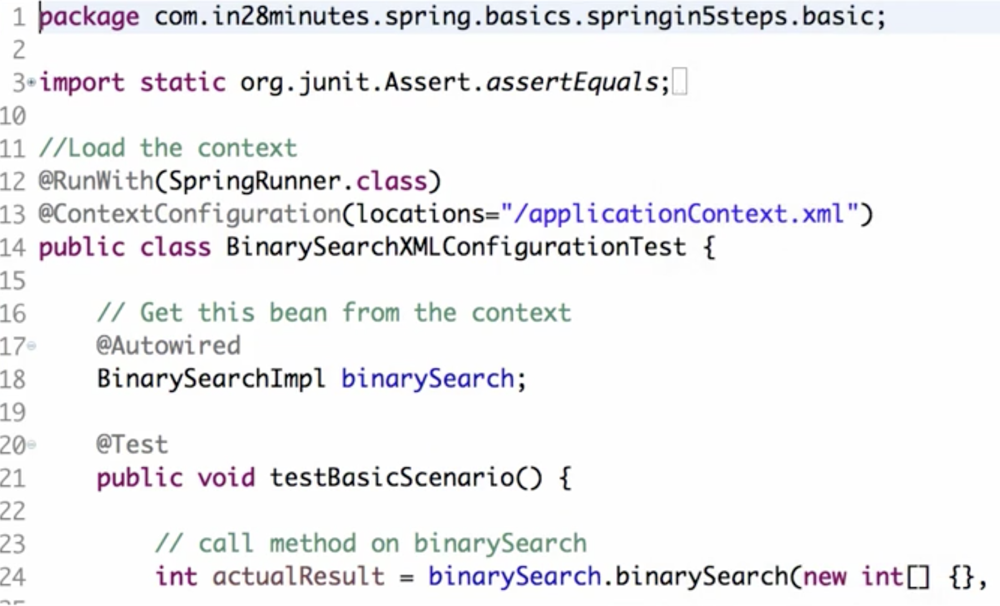 1 package com.in28minutes.spring.basics.springin5steps.basic;
2
3 import static org.junit.Assert.assertEquals;
10
11 //Load the context
12 @RunWith(SpringRunner.class)
13 @ContextConfiguration(locations="/applicationContext.xml")
14 public class BinarySearchXMLConfigurationTest {
15
16 // Get this bean from the context
17 @Autowired
18 BinarySearchImpl binarySearch;
19
20 @Test
21 public void testBasicScenario() {
22
23 // call method on binarySearch
24 int actualResult = binarySearch.binarySearch(new int[] {},